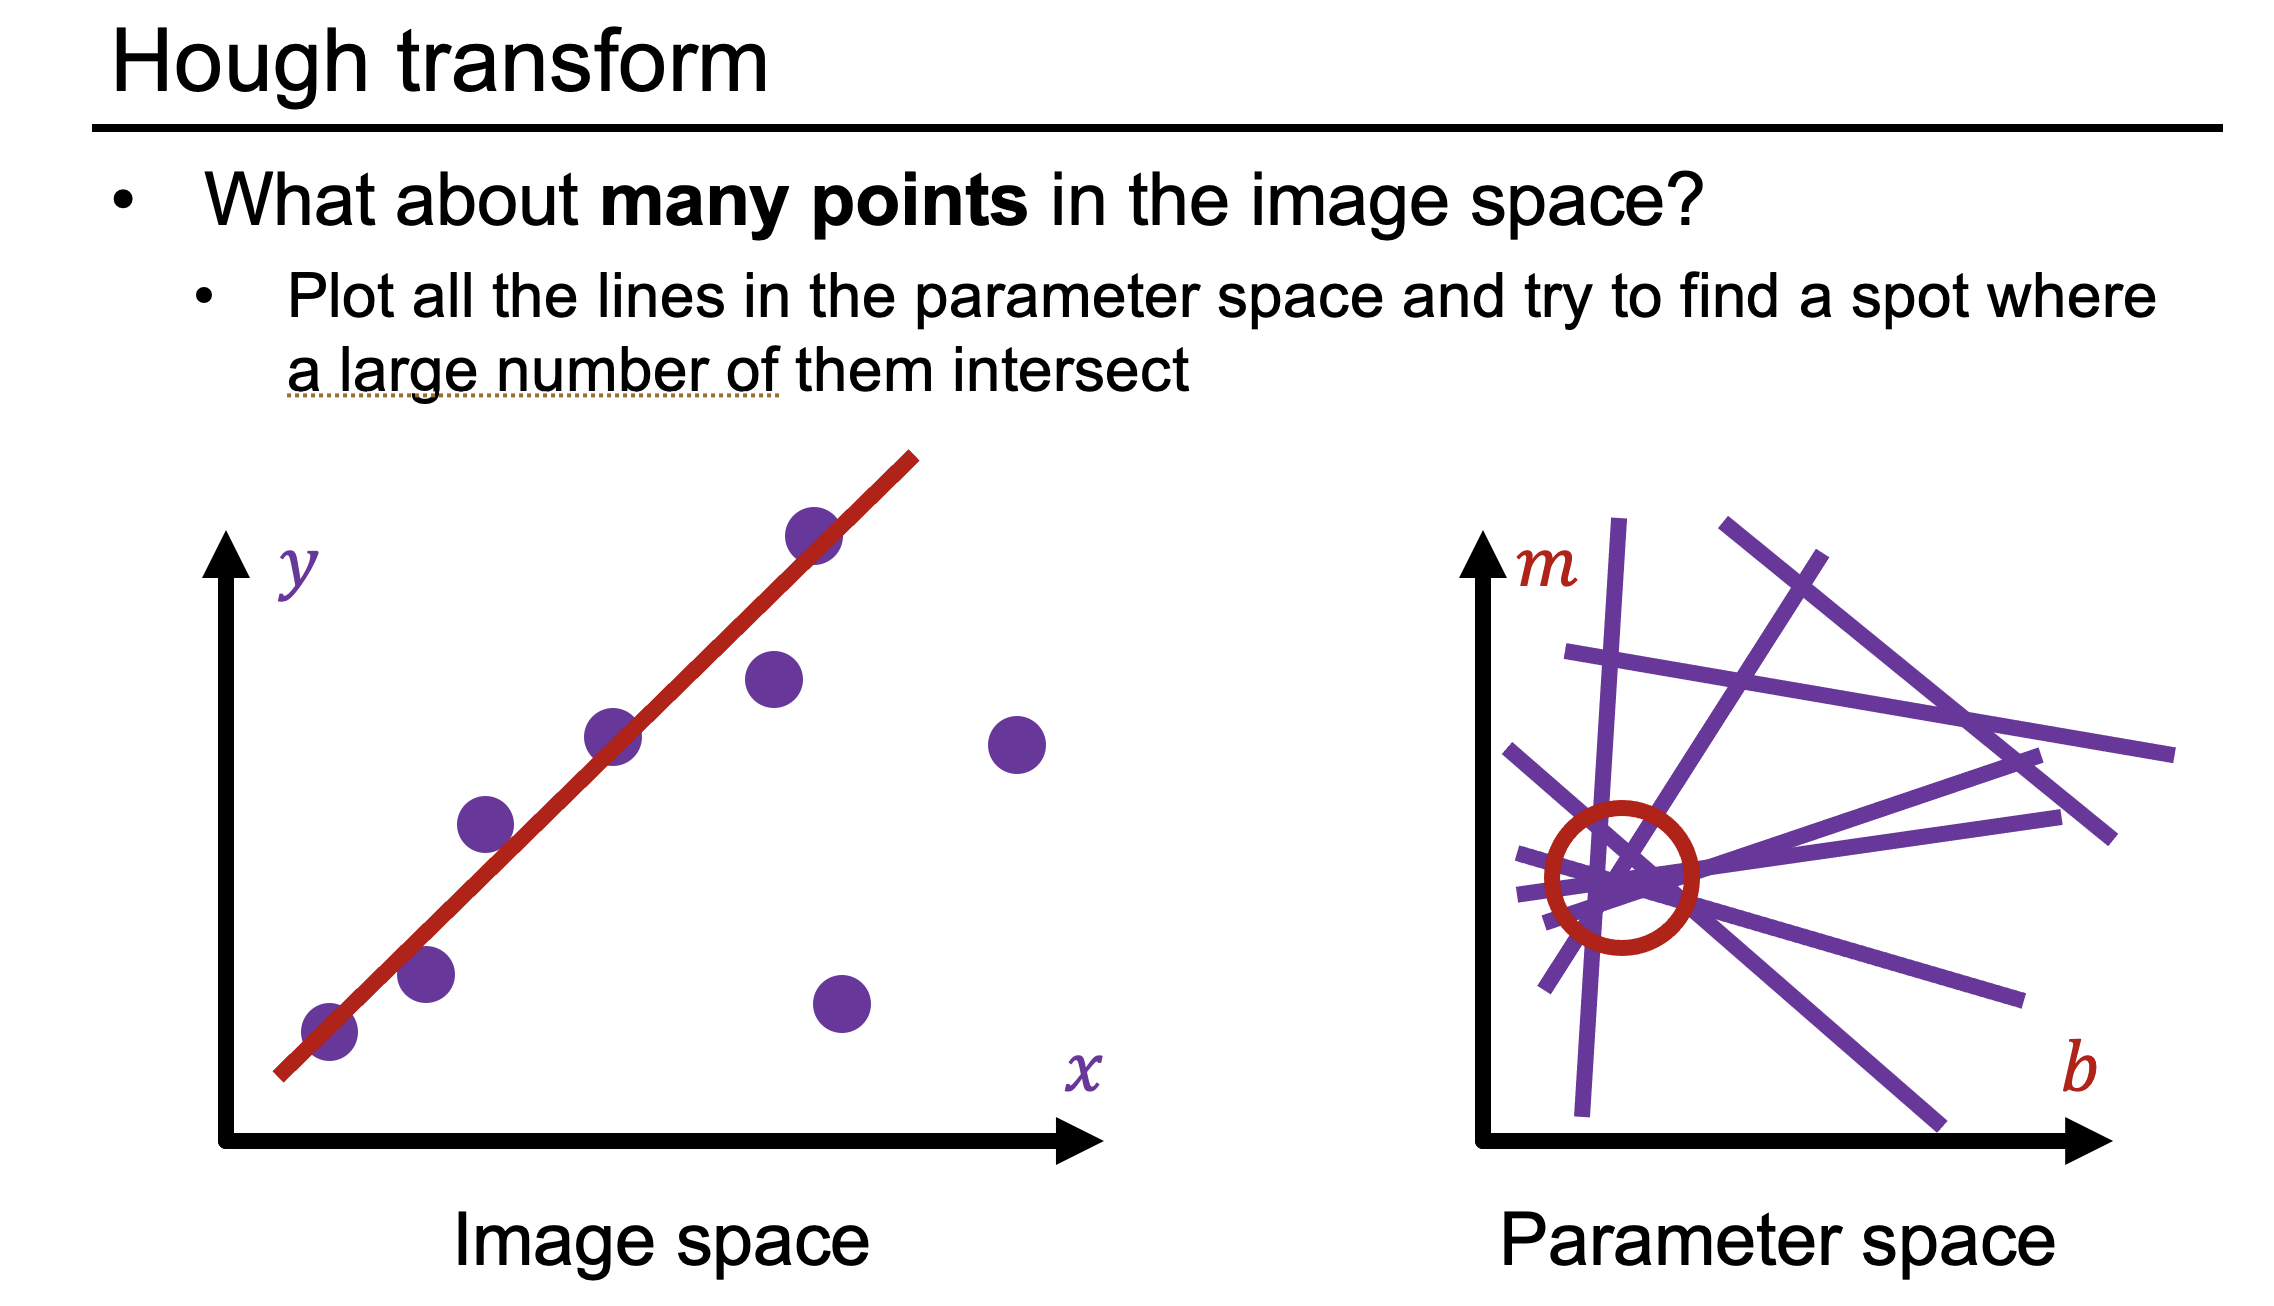 Hough transform
• What about many points in the image space?
• Plot all the lines in the parameter space and try to find a spot where
a large number of them intersect
y
x
Image space
m
b
Parameter space